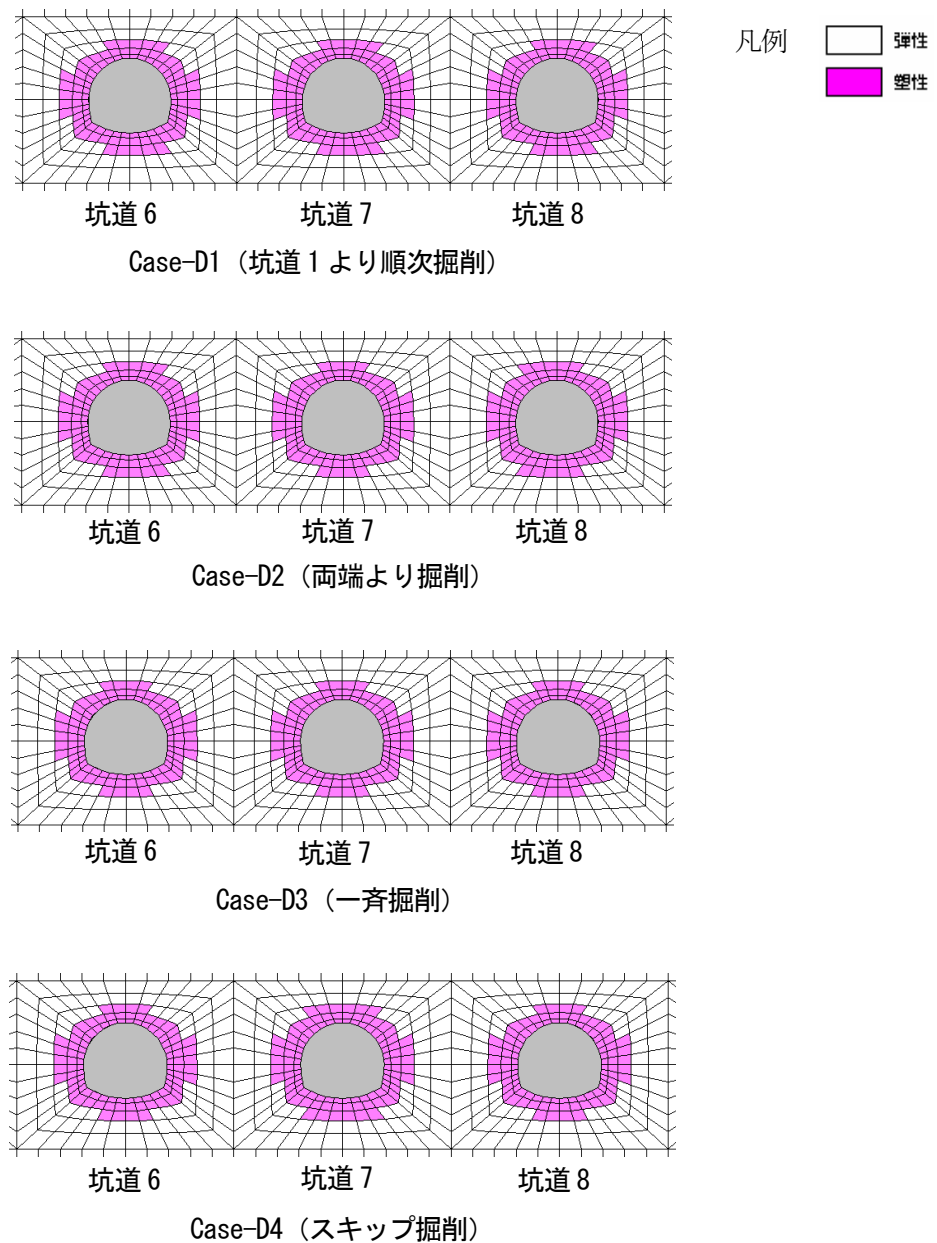 凡例
弾性
塑性
坑道6 坑道7 坑道8
Case-D1（坑道1より順次掘削）
坑道6 坑道7 坑道8
Case-D2（両端より掘削）
坑道6 坑道7 坑道8
Case-D3（一斉掘削）
坑道6 坑道7 坑道8
Case-D4（スキップ掘削）